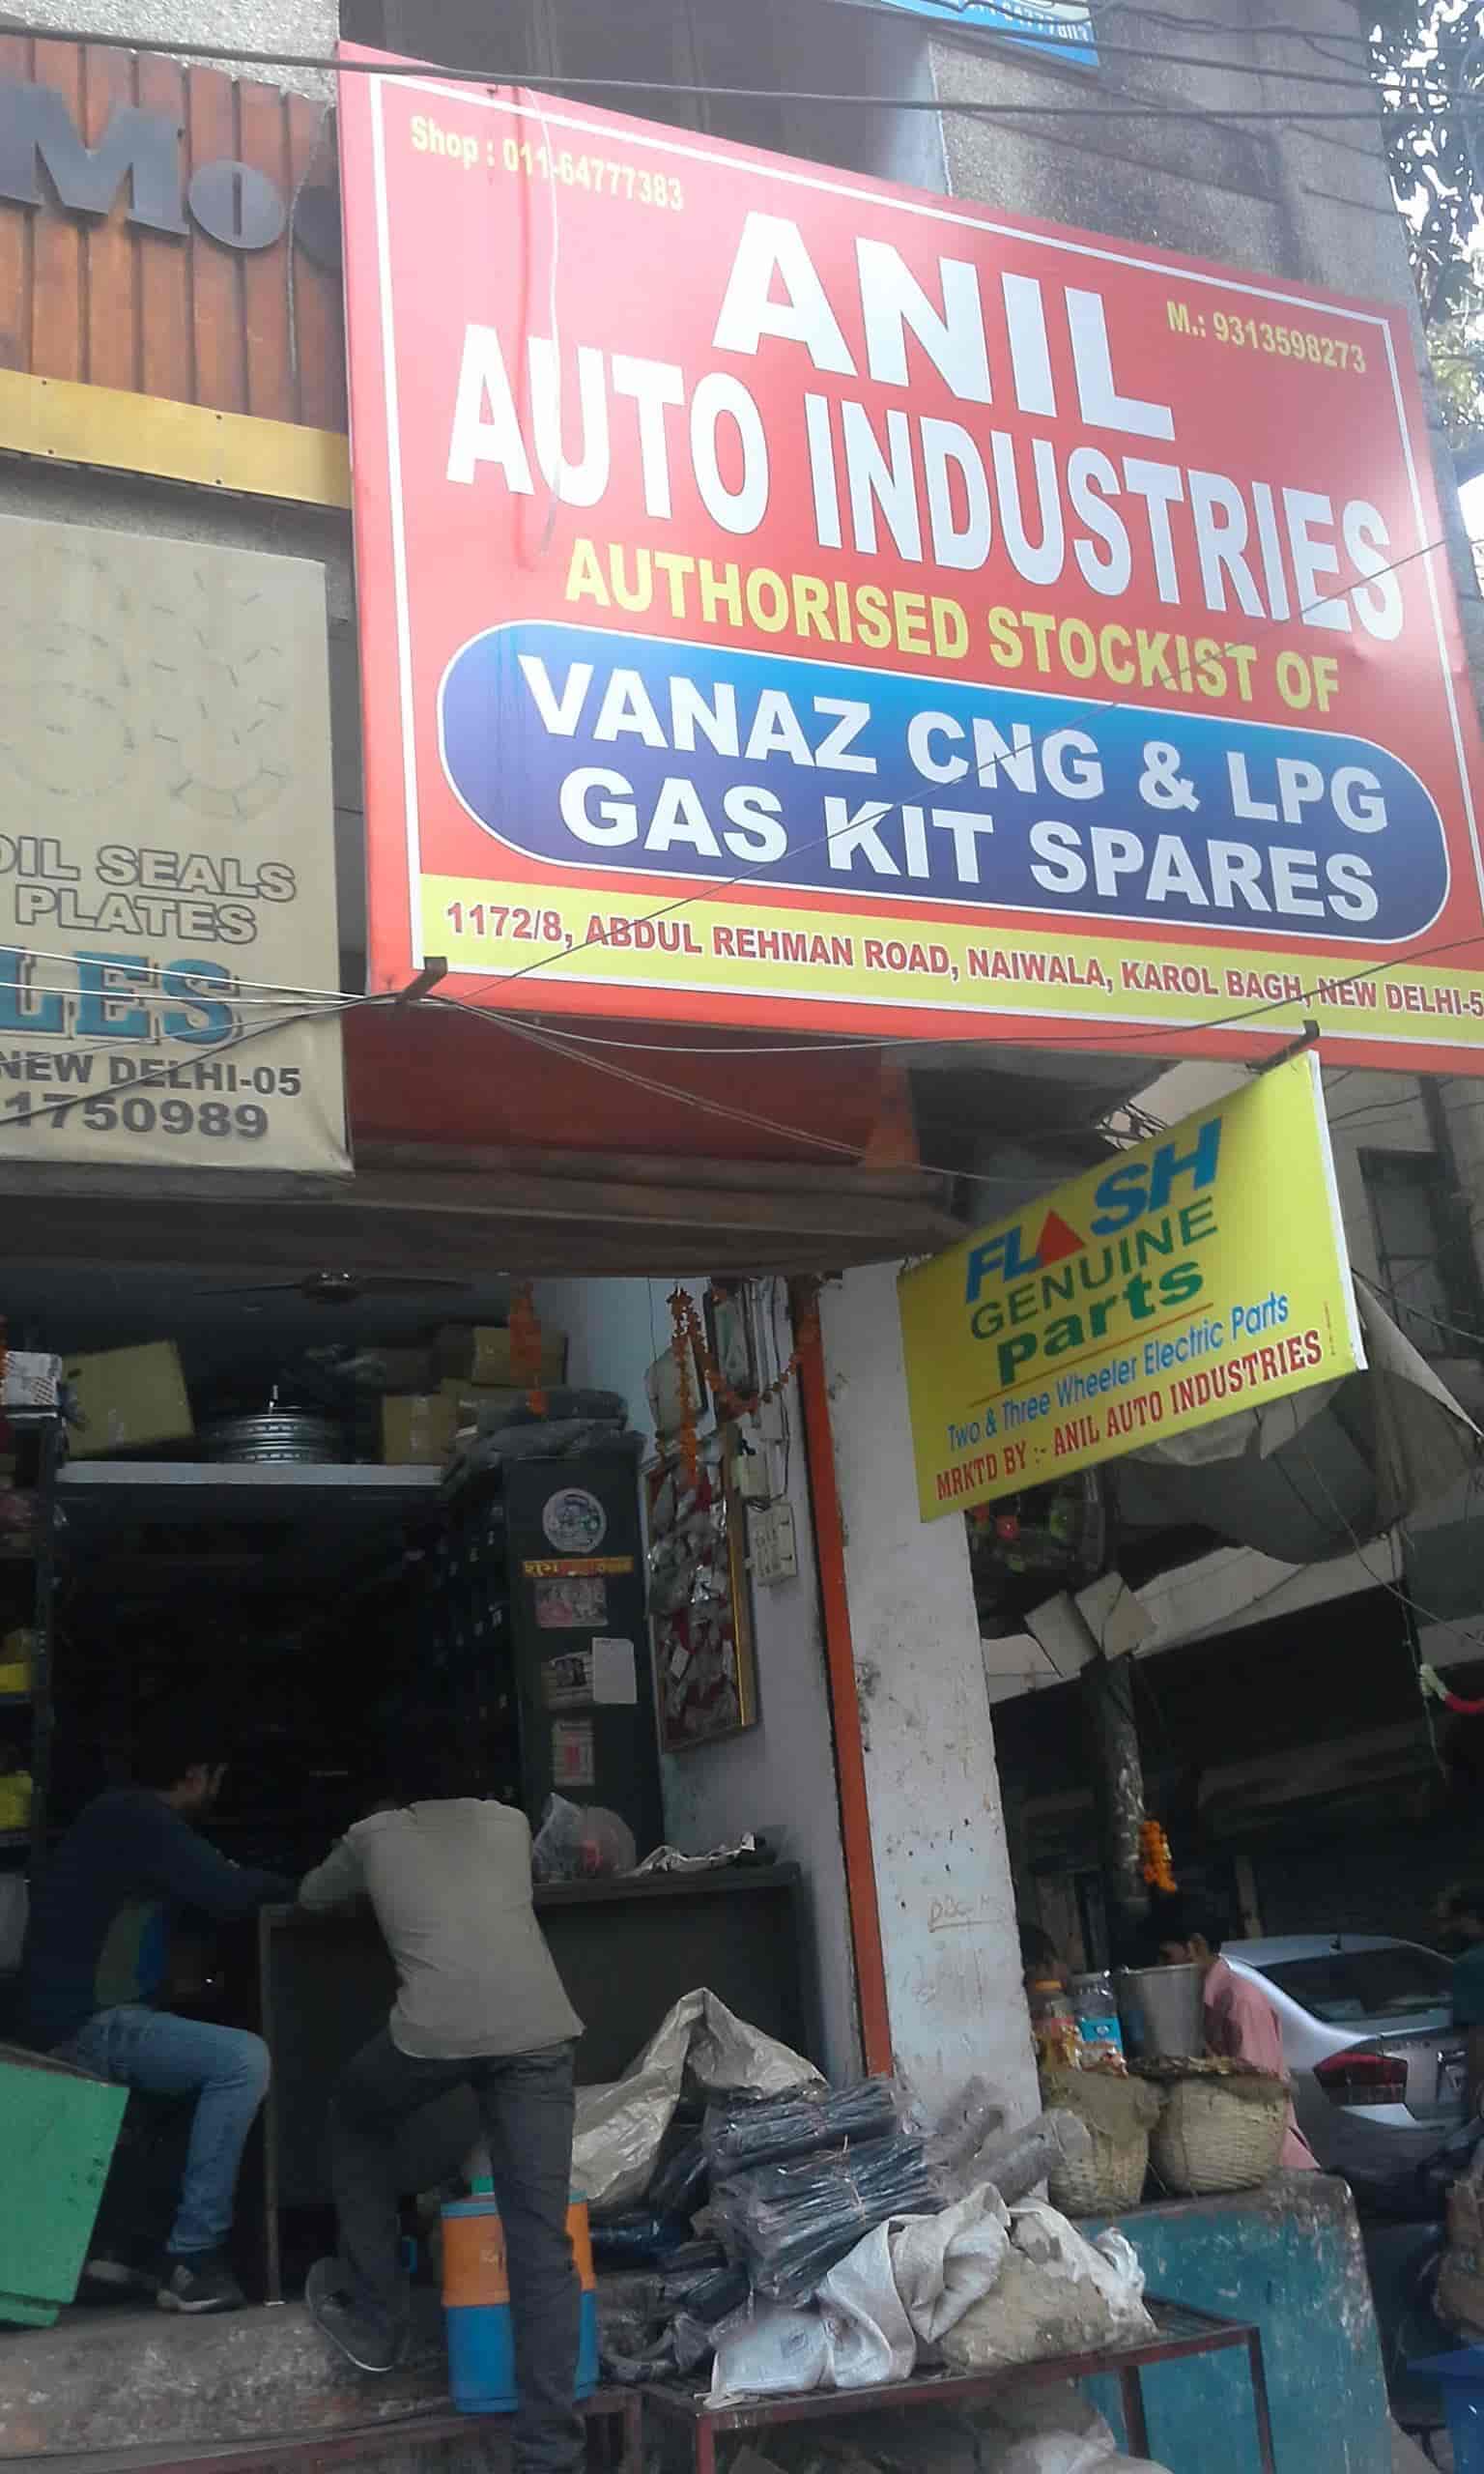 Mo
Shop : 011-64777383
ANIL
M.: 9313598273
AUTO INDUSTRIES
AUTHORISED STOCKIST OF
VANAZ CNG & LPG
GAS KIT SPARES
1172/8, ABDUL REHMAN ROAD, NAIWALA, KAROL BAGH, NEW DELHI-5
OIL SEALS
PLATES
LES
NEW DELHI-05
1750989
FLASH
GENUINE
parts
Two & Three Wheeler Electric Parts
MRKTD BY :- ANIL AUTO INDUSTRIES